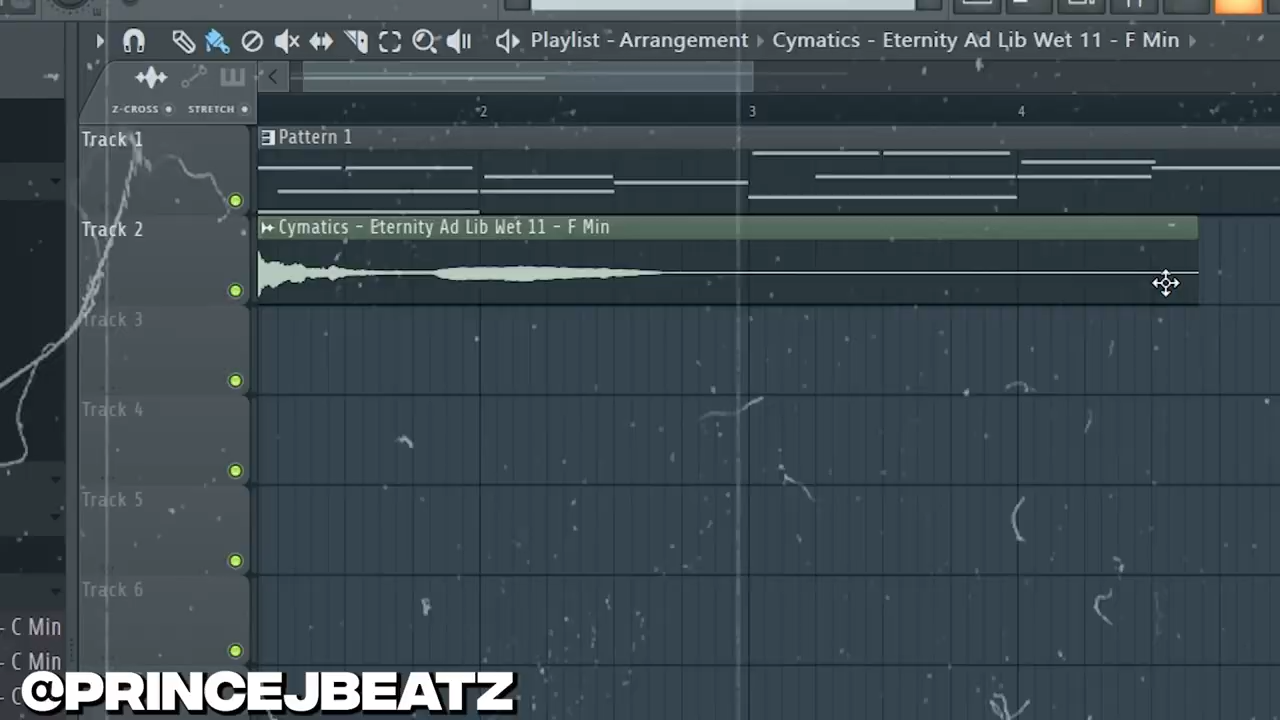 Playlist - Arrangement › Cymatics - Eternity Ad Lib Wet 11 - F Min ›
Z-CROSS STRETCH
2 3 4
Track 1 Pattern 1
Track 2 Cymatics - Eternity Ad Lib Wet 11 - F Min
Track 3
Track 4
Track 5
Track 6
- C Min
- C Min
@PRINCEJBEATZ